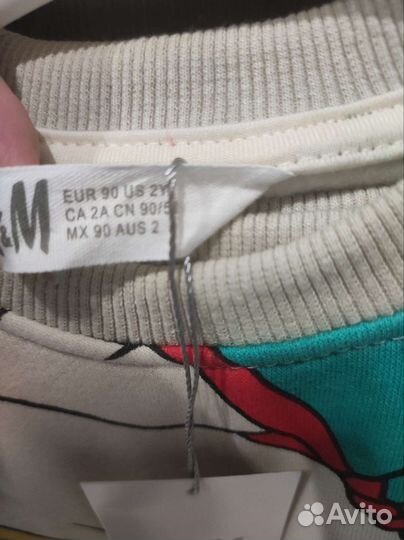 &M
EUR 90 US 2Y
CA 2A CN 90/5
MX 90 AUS 2
Avito